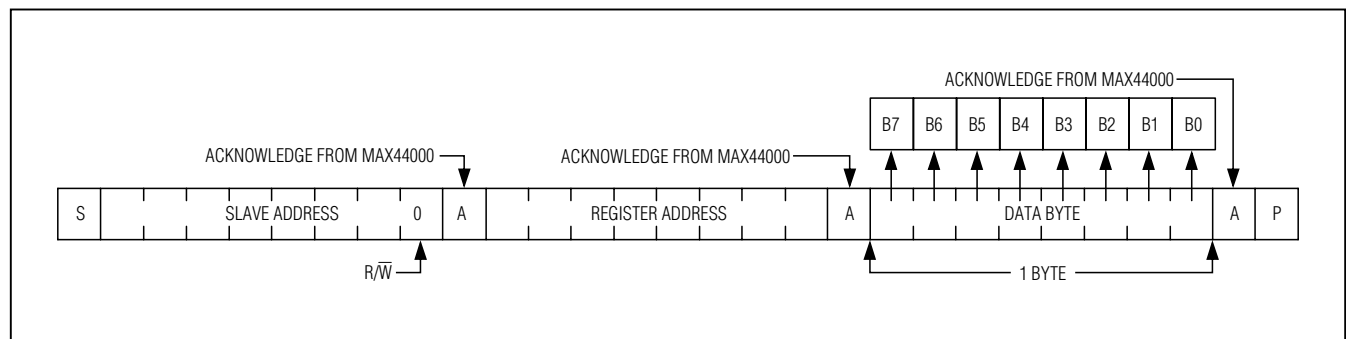 ACKNOWLEDGE FROM MAX44000
B7 B6 B5 B4 B3 B2 B1 B0
ACKNOWLEDGE FROM MAX44000 ACKNOWLEDGE FROM MAX44000
S SLAVE ADDRESS 0 A REGISTER ADDRESS A DATA BYTE A P
R/W̅ 1 BYTE